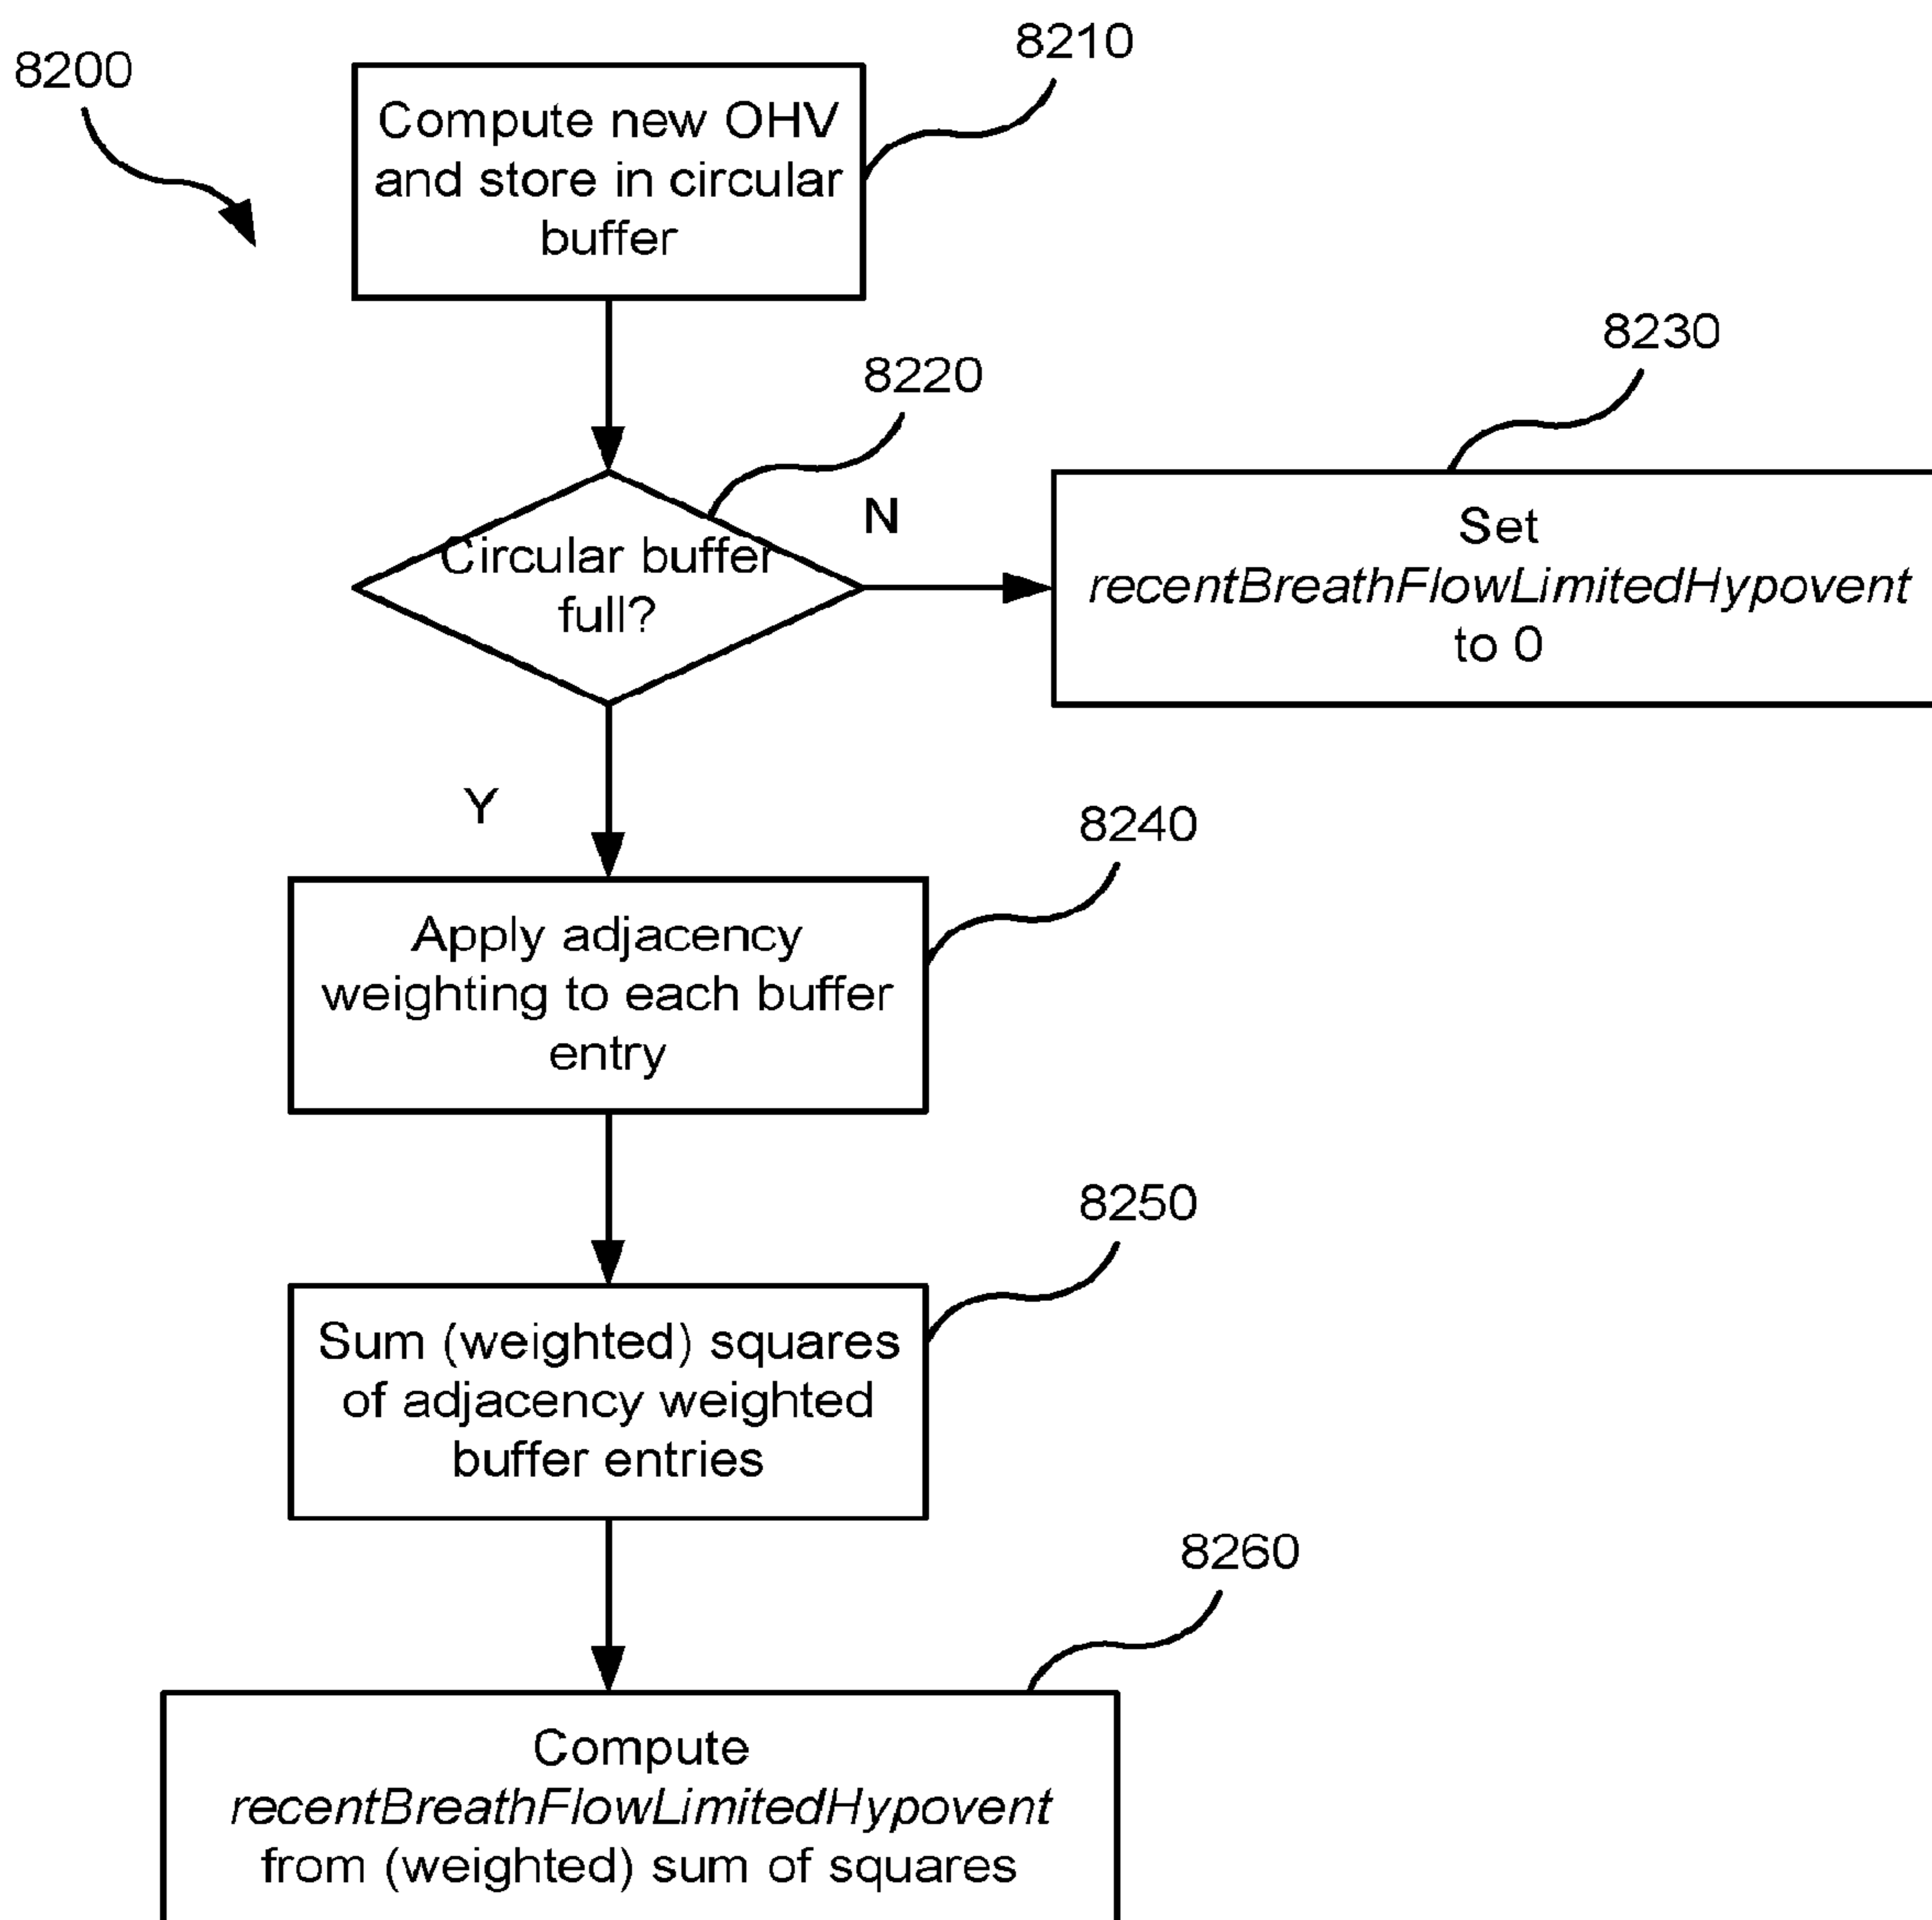 8200
8210
Compute new OHV
and store in circular
buffer
8220
8230
Circular buffer
full?
N
Set
recentBreathFlowLimitedHypovent
to 0
Y
8240
Apply adjacency
weighting to each buffer
entry
8250
Sum (weighted) squares
of adjacency weighted
buffer entries
8260
Compute
recentBreathFlowLimitedHypovent
from (weighted) sum of squares